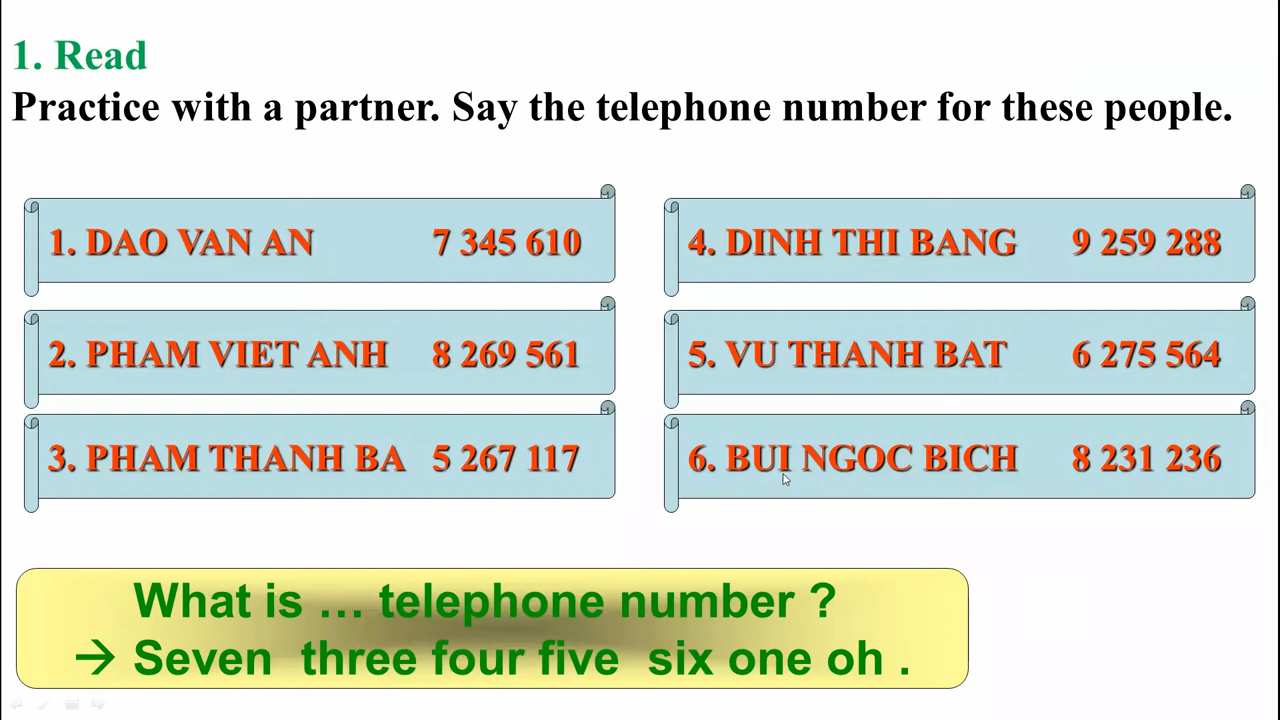 1. Read
Practice with a partner. Say the telephone number for these people.
1. DAO VAN AN 7 345 610
2. PHAM VIET ANH 8 269 561
3. PHAM THANH BA 5 267 117
4. DINH THI BANG 9 259 288
5. VU THANH BAT 6 275 564
6. BUI NGOC BICH 8 231 236
What is … telephone number ?
→ Seven three four five six one oh .